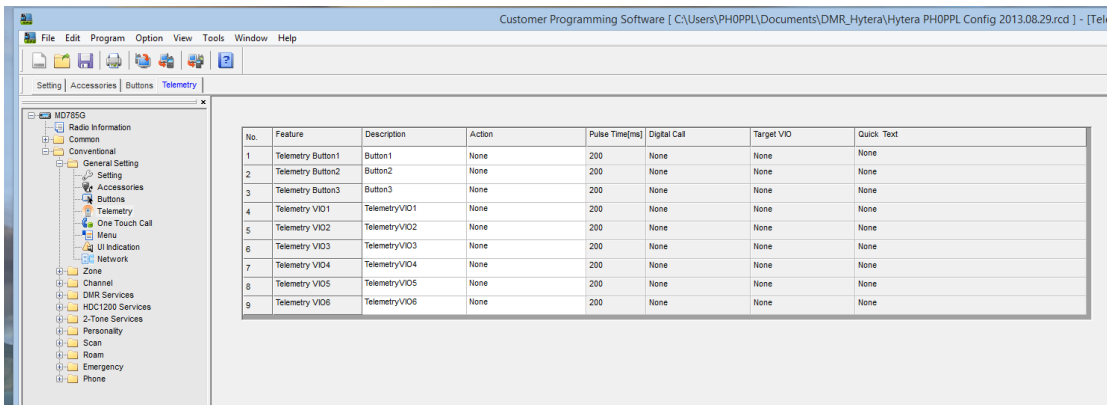 Customer Programming Software [ C:\Users\PH0PPL\Documents\DMR_Hytera\Hytera PH0PPL Config 2013.08.29.rcd ] - [Tele
File Edit Program Option View Tools Window Help
Setting Accessories Buttons Telemetry
MD785G
Radio Information
Common
Conventional
General Setting
Setting
Accessories
Buttons
Telemetry
One Touch Call
Menu
UI Indication
Network
Zone
Channel
DMR Services
HDC1200 Services
2-Tone Services
Personality
Scan
Roam
Emergency
Phone
No. Feature Description Action Pulse Time[ms] Digital Call Target VIO Quick Text
1 Telemetry Button1 Button1 None 200 None None None
2 Telemetry Button2 Button2 None 200 None None None
3 Telemetry Button3 Button3 None 200 None None None
4 Telemetry VIO1 TelemetryVIO1 None 200 None None None
5 Telemetry VIO2 TelemetryVIO2 None 200 None None None
6 Telemetry VIO3 TelemetryVIO3 None 200 None None None
7 Telemetry VIO4 TelemetryVIO4 None 200 None None None
8 Telemetry VIO5 TelemetryVIO5 None 200 None None None
9 Telemetry VIO6 TelemetryVIO6 None 200 None None None